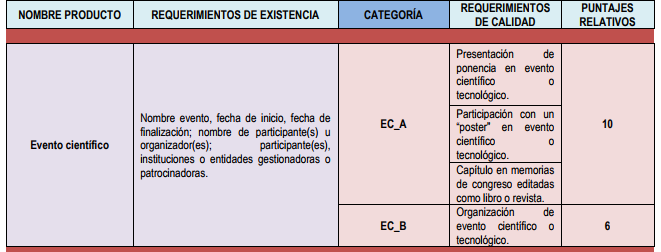 NOMBRE PRODUCTO
REQUERIMIENTOS DE EXISTENCIA
CATEGORÍA
REQUERIMIENTOS
DE CALIDAD
PUNTAJES
RELATIVOS
Evento científico
Nombre evento, fecha de inicio, fecha de
finalización; nombre de participante(s) u
organizador(es); participante(es),
instituciones o entidades gestionadoras o
patrocinadoras.
EC_A
Presentación de
ponencia en evento
científico o
tecnológico.
Participación con un
“poster” en evento
científico o
tecnológico.
Capítulo en memorias
de congreso editadas
como libro o revista.
10
EC_B
Organización de
evento científico o
tecnológico.
6